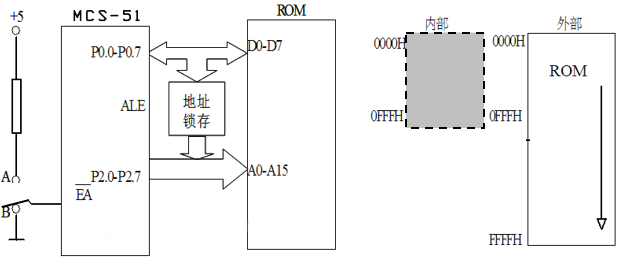 +5
MCS-51
ROM
P0.0-P0.7
D0-D7
ALE
地址
锁存
P2.0-P2.7
A0-A15
EA
A
B
内部
外部
0000H
0000H
ROM
0FFFH
0FFFH
FFFFH